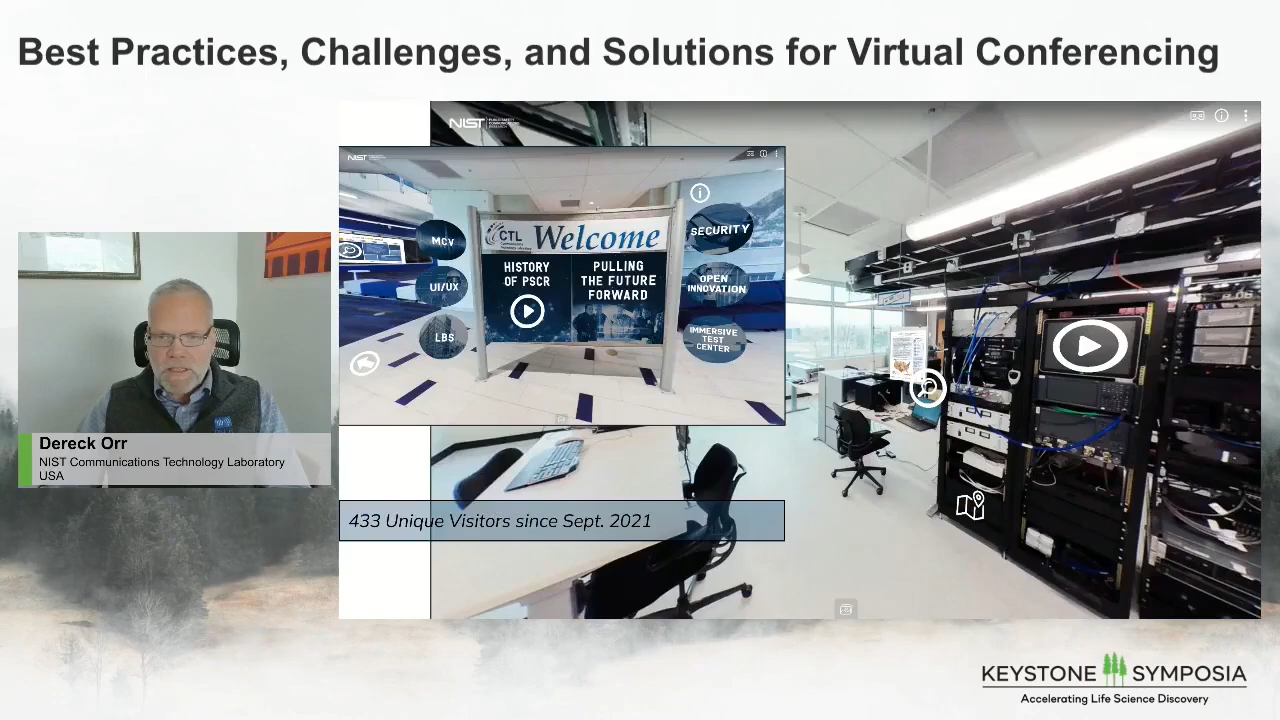 Best Practices, Challenges, and Solutions for Virtual Conferencing
NIST
NIST
CTL
Welcome
MCV
UI/UX
LBS
HISTORY
OF PSCR
PULLING
THE FUTURE
FORWARD
SECURITY
OPEN
INNOVATION
IMMERSIVE
TEST
CENTER
Dereck Orr
NIST Communications Technology Laboratory
USA
433 Unique Visitors since Sept. 2021
KEYSTONE SYMPOSIA
Accelerating Life Science Discovery